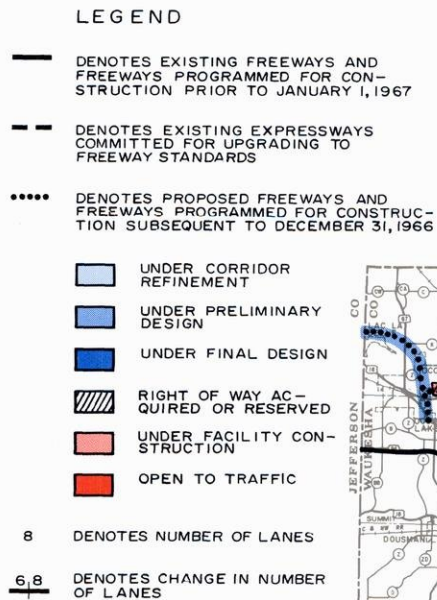 LEGEND
DENOTES EXISTING FREEWAYS AND
FREEWAYS PROGRAMMED FOR CON-
STRUCTION PRIOR TO JANUARY 1, 1967
DENOTES EXISTING EXPRESSWAYS
COMMITTED FOR UPGRADING TO
FREEWAY STANDARDS
DENOTES PROPOSED FREEWAYS AND
FREEWAYS PROGRAMMED FOR CONSTRUC-
TION SUBSEQUENT TO DECEMBER 31, 1966
UNDER CORRIDOR
REFINEMENT
UNDER PRELIMINARY
DESIGN
UNDER FINAL DESIGN
RIGHT OF WAY AC-
QUIRED OR RESERVED
UNDER FACILITY CON-
STRUCTION
OPEN TO TRAFFIC
8 DENOTES NUMBER OF LANES
6 8 DENOTES CHANGE IN NUMBER
OF LANES
JEFFERSON CO
WAUKESHA CO
SUMMIT